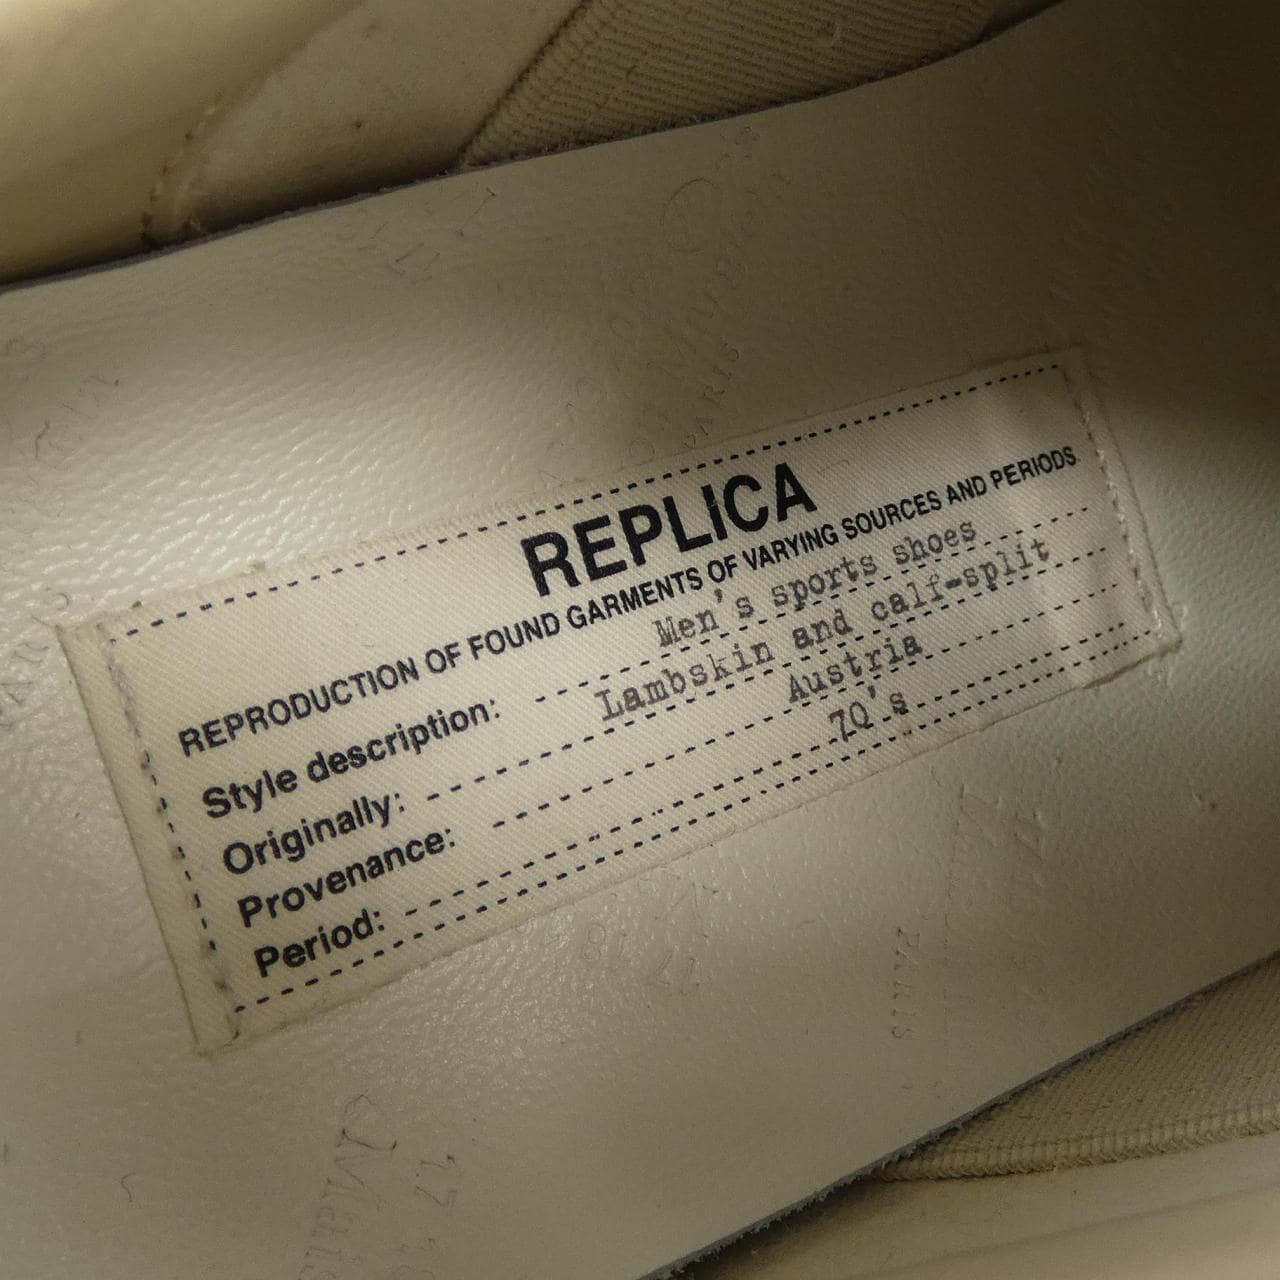 REPLICA
REPRODUCTION OF FOUND GARMENTS OF VARYING SOURCES AND PERIODS
Style description: Men's sports shoes
Originally: Lambskin and calf-split
Provenance: Austria
Period: 70's
PARIS